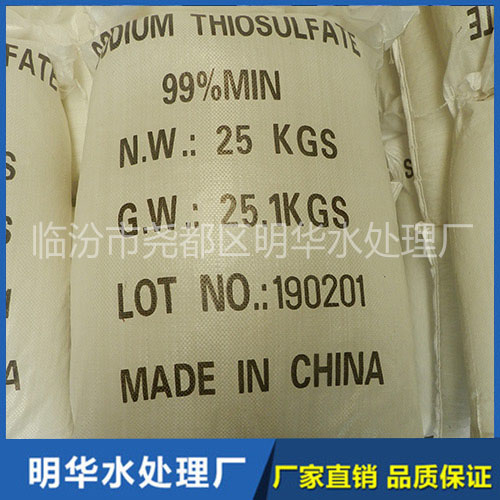 SODIUM THIOSULFATE
99%MIN
N.W.: 25 KGS
G.W.: 25.1KGS
临汾市尧都区明华水处理厂
LOT NO.:190201
MADE IN CHINA
FATE
S
S
A
STE
明华水处理厂
厂家直销 品质保证